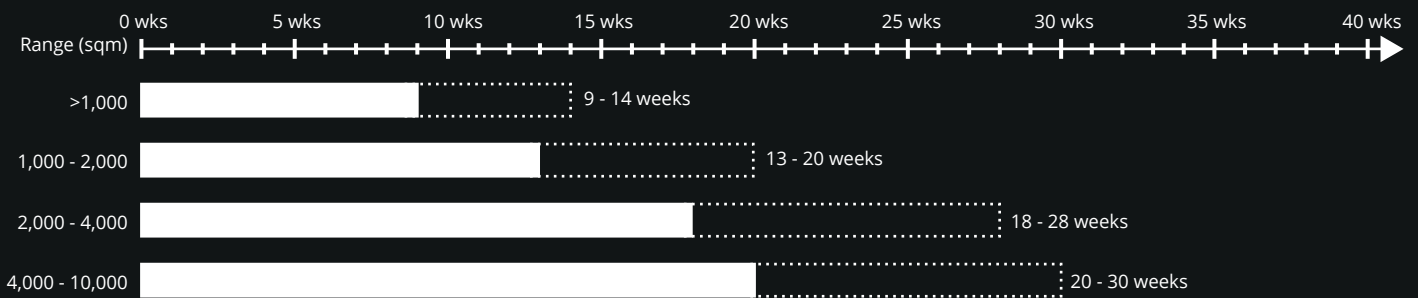 0 wks 5 wks 10 wks 15 wks 20 wks 25 wks 30 wks 35 wks 40 wks
Range (sqm)
>1,000 9 - 14 weeks
1,000 - 2,000 13 - 20 weeks
2,000 - 4,000 18 - 28 weeks
4,000 - 10,000 20 - 30 weeks